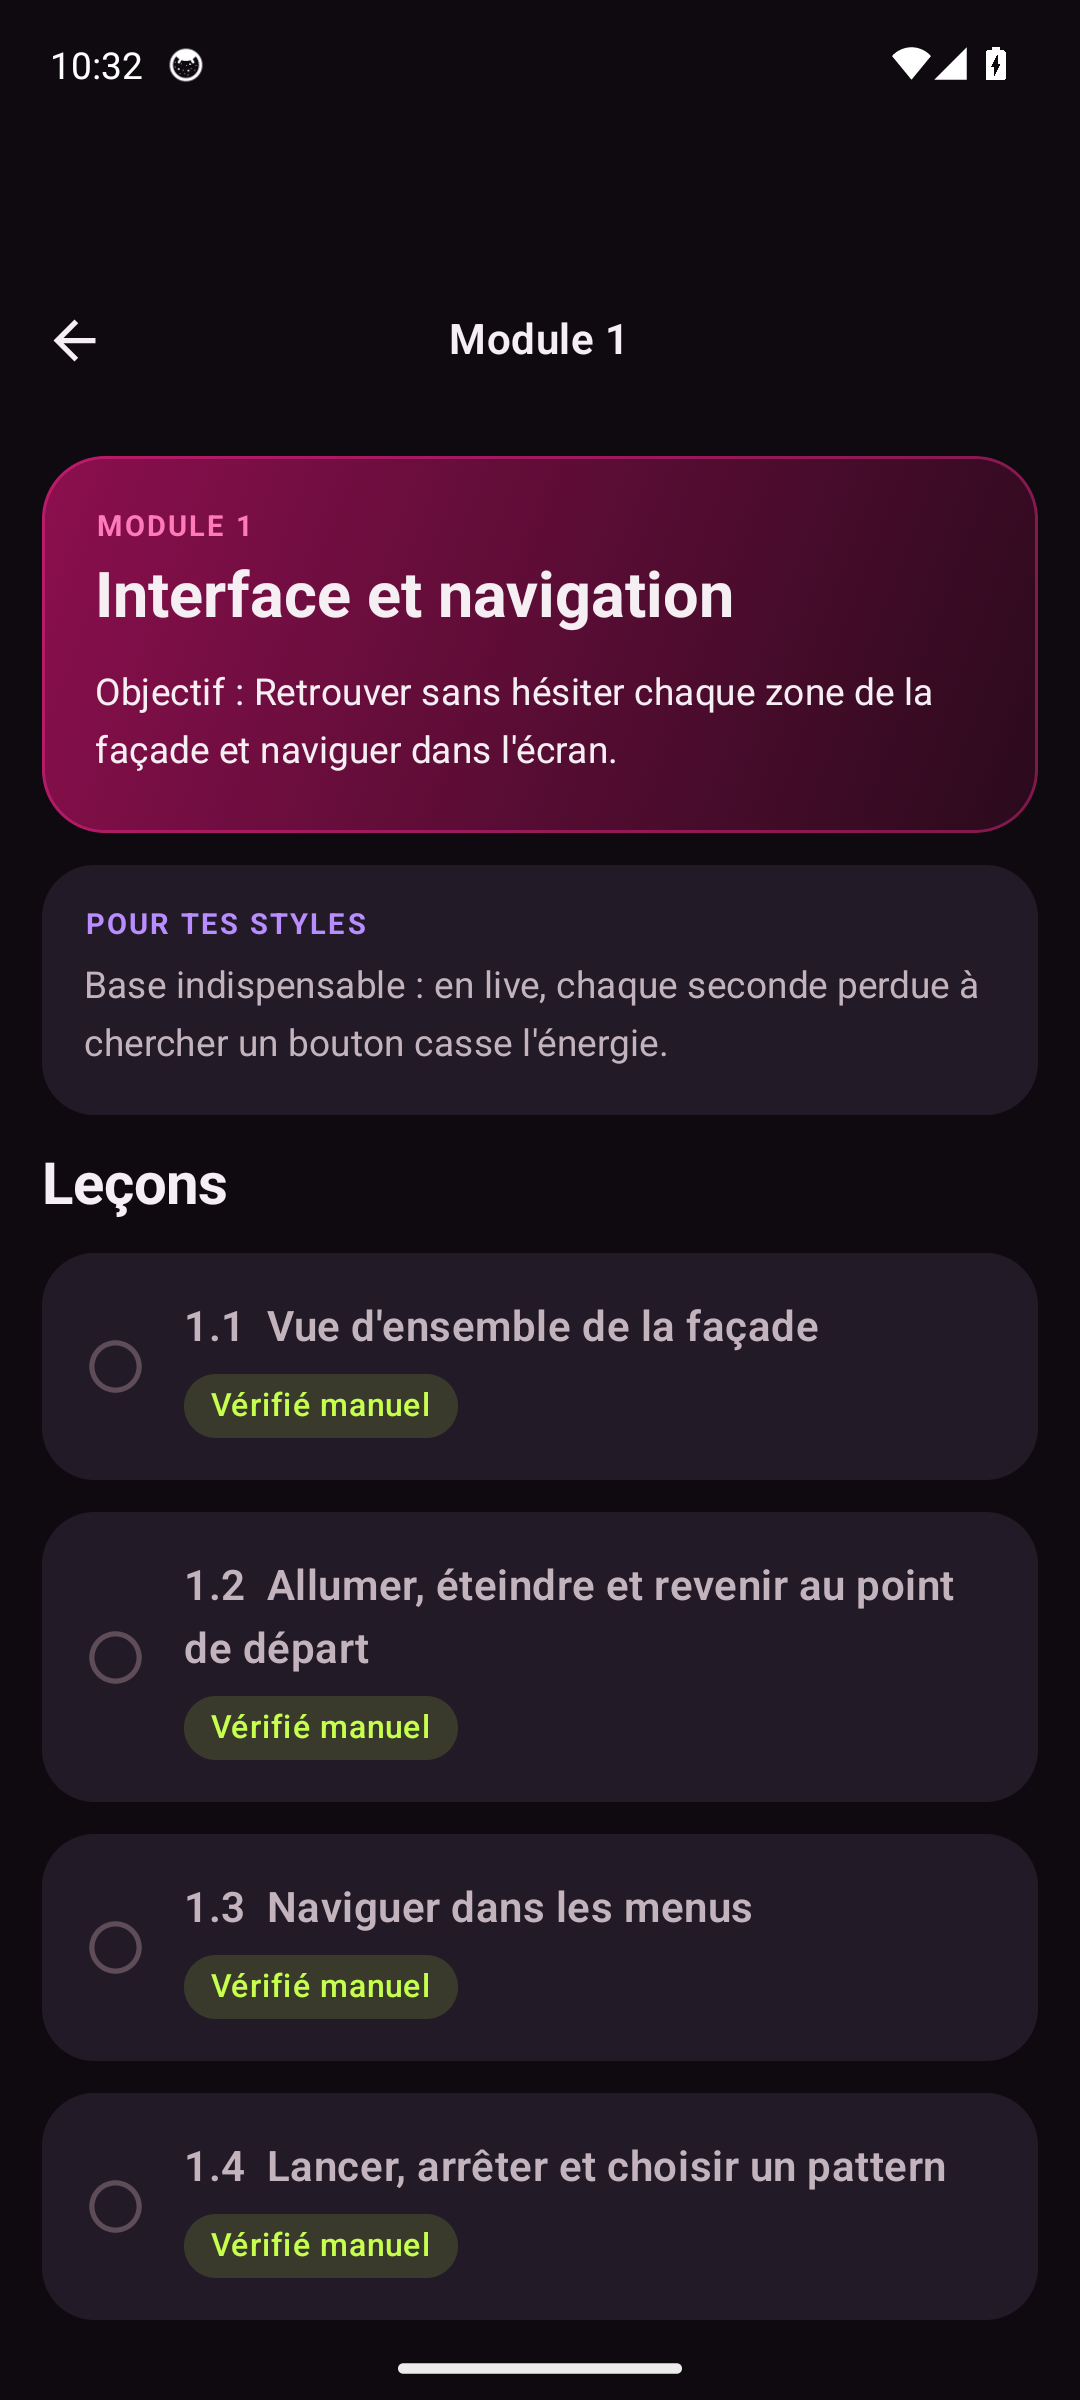 10:32
Module 1
MODULE 1
Interface et navigation
Objectif : Retrouver sans hésiter chaque zone de la
façade et naviguer dans l'écran.
POUR TES STYLES
Base indispensable : en live, chaque seconde perdue à
chercher un bouton casse l'énergie.
Leçons
1.1 Vue d'ensemble de la façade
Vérifié manuel
1.2 Allumer, éteindre et revenir au point
de départ
Vérifié manuel
1.3 Naviguer dans les menus
Vérifié manuel
1.4 Lancer, arrêter et choisir un pattern
Vérifié manuel